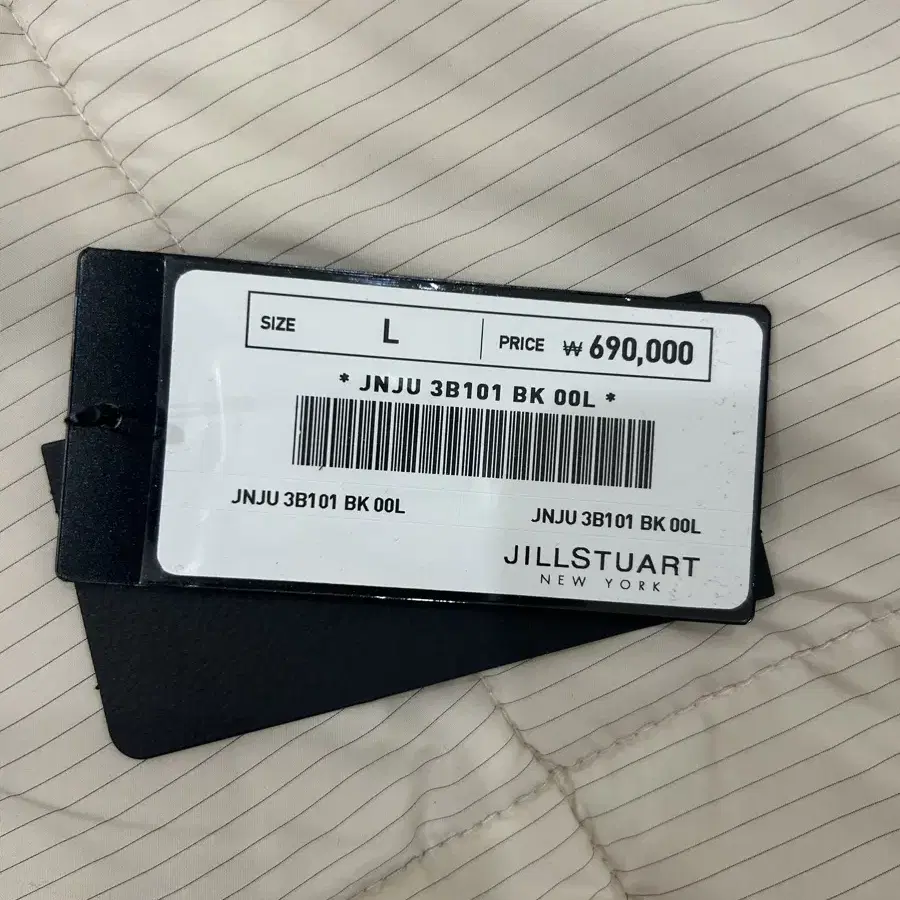 SIZE L PRICE ₩ 690,000
* JNJU 3B101 BK 00L *
JNJU 3B101 BK 00L
JNJU 3B101 BK 00L
JILLSTUART
NEW YORK